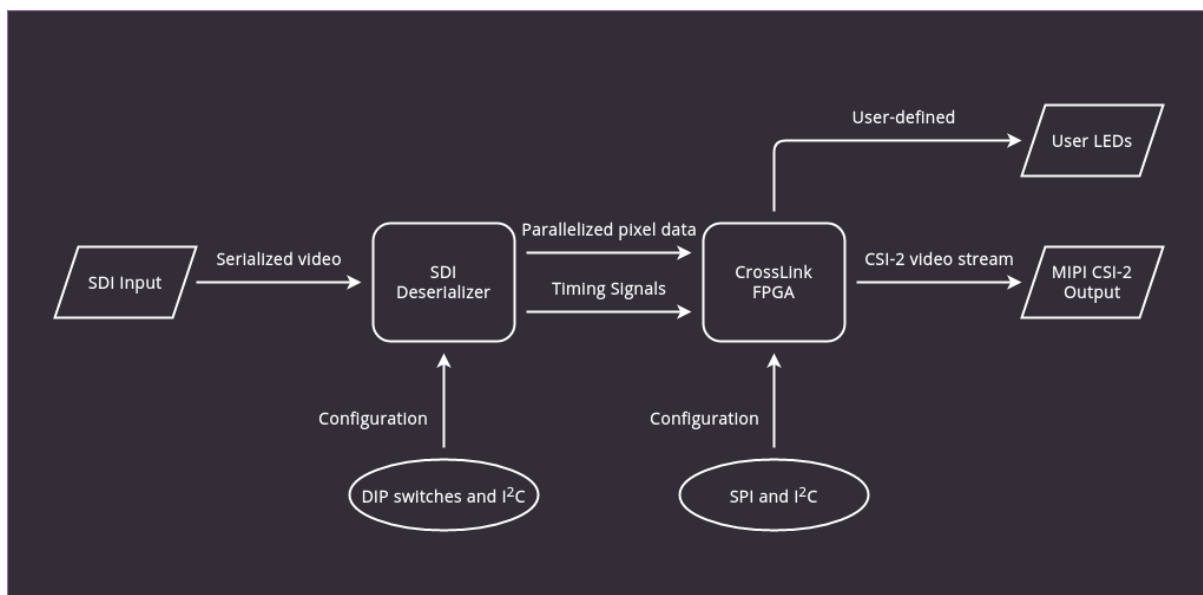 User-defined
User LEDs
Parallelized pixel data
Serialized video
SDI
CrossLink
CSI-2 video stream
MIPI CSI-2
SDI Input
Deserializer
Timing Signals
FPGA
Output
Configuration
Configuration
DIP switches and I²C
SPI and I²C